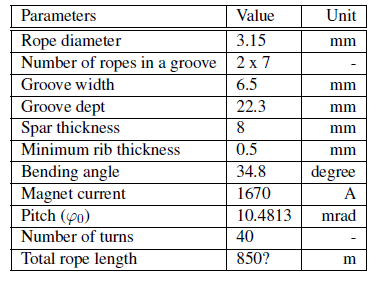 Parameters Value Unit
Rope diameter 3.15 mm
Number of ropes in a groove 2 x 7 -
Groove width 6.5 mm
Groove dept 22.3 mm
Spar thickness 8 mm
Minimum rib thickness 0.5 mm
Bending angle 34.8 degree
Magnet current 1670 A
Pitch (φ0) 10.4813 mrad
Number of turns 40 -
Total rope length 850? m